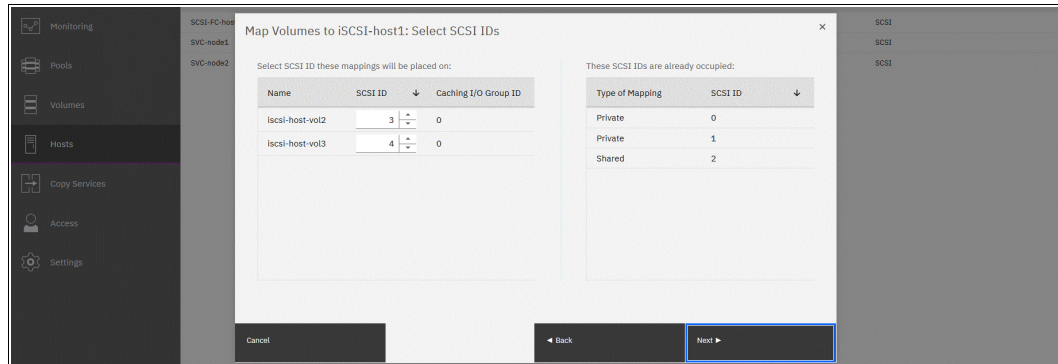 Monitoring
Pools
Volumes
Hosts
Copy Services
Access
Settings
SCSI-FC-hos
SCSI
SVC-node1
SCSI
SVC-node2
SCSI
Map Volumes to iSCSI-host1: Select SCSI IDs
×
Select SCSI ID these mappings will be placed on:
Name SCSI ID ↓ Caching I/O Group ID
iscsi-host-vol2 3 0
iscsi-host-vol3 4 0
These SCSI IDs are already occupied:
Type of Mapping SCSI ID ↓
Private 0
Private 1
Shared 2
Cancel
◄ Back
Next ►